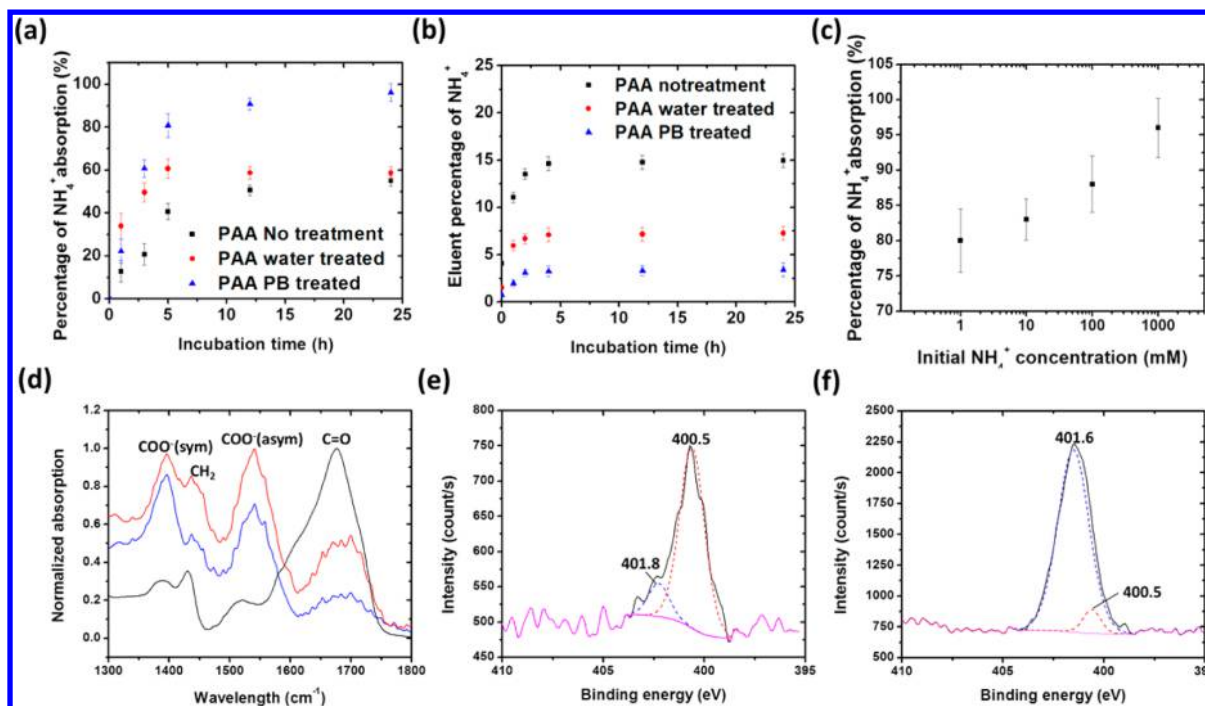 (a)
Percentage of NH4+ absorption (%)
100
80
60
40
20
0
PAA No treatment
PAA water treated
PAA PB treated
0 5 10 15 20 25
Incubation time (h)
(b)
Eluent percentage of NH4+
25
20
15
10
5
0
PAA notreatment
PAA water treated
PAA PB treated
0 5 10 15 20 25
Incubation time (h)
(c)
Percentage of NH4+ absorption (%)
105
100
95
90
85
80
75
70
1 10 100 1000
Initial NH4+ concentration (mM)
(d)
Normalized absorption
1.2
1.0
0.8
0.6
0.4
0.2
0.0
COO-(sym)
CH2
COO-(asym)
C=O
1300 1400 1500 1600 1700 1800
Wavelength (cm-1)
(e)
Intensity (count/s)
800
750
700
650
600
550
500
450
400.5
401.8
410 405 400 395
Binding energy (eV)
(f)
Intensity (count/s)
2500
2250
2000
1750
1500
1250
1000
750
500
401.6
400.5
410 405 400 39
Binding energy (eV)